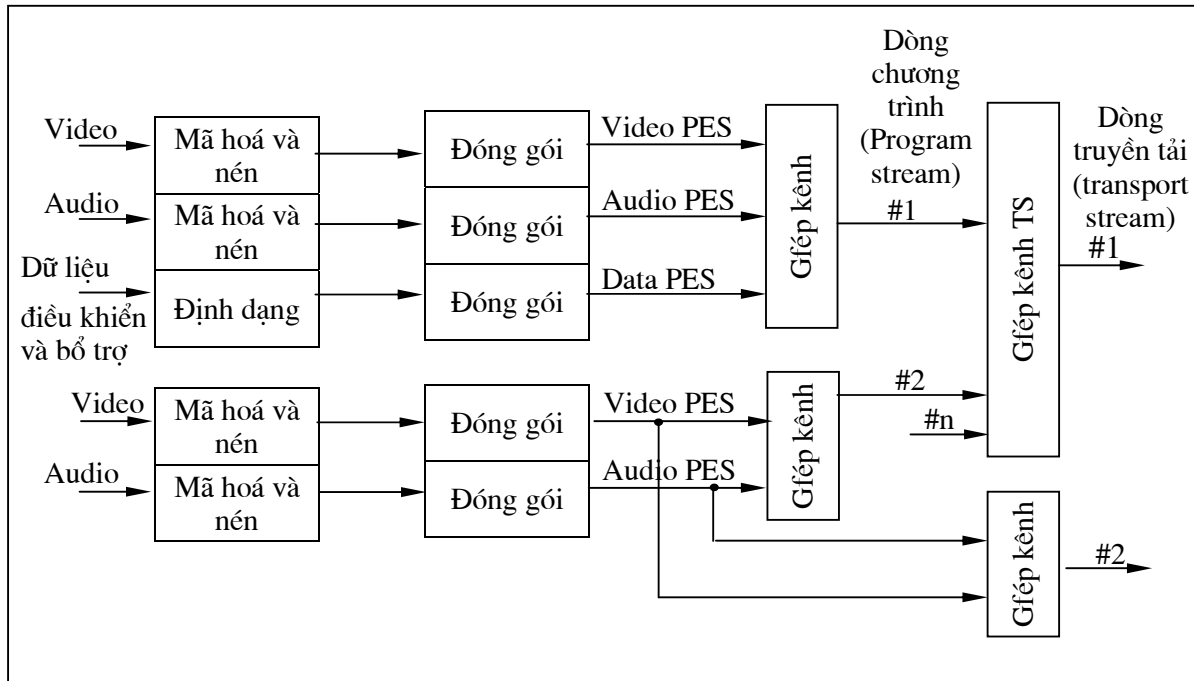 Dòng
chương
trình
(Program
stream)
Dòng
truyền tải
(transport
stream)
Video
Mã hoá và
nén
Đóng gói
Video PES
Audio
Mã hoá và
nén
Đóng gói
Audio PES
Gfép kênh
#1
Gfép kênh TS
#1
Dữ liệu
điều khiển
và bổ trợ
Định dạng
Đóng gói
Data PES
Video
Mã hoá và
nén
Đóng gói
Video PES
Gfép kênh
#2
#n
Audio
Mã hoá và
nén
Đóng gói
Audio PES
Gfép kênh
#2